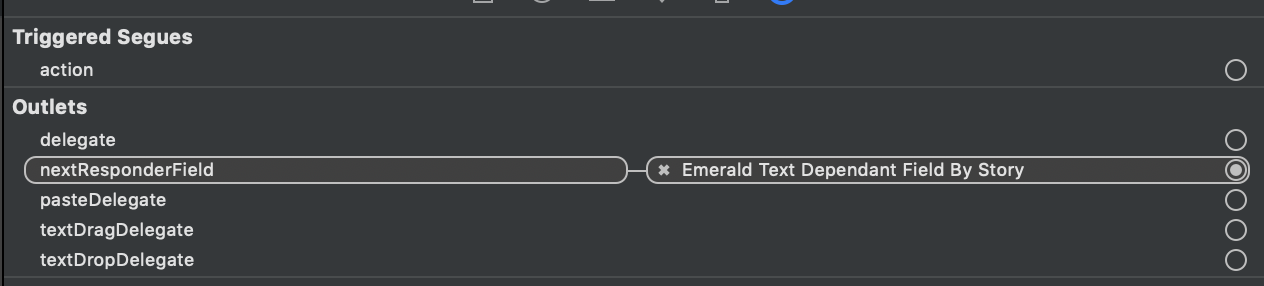 Triggered Segues
action
Outlets
delegate
nextResponderField Emerald Text Dependant Field By Story
pasteDelegate
textDragDelegate
textDropDelegate